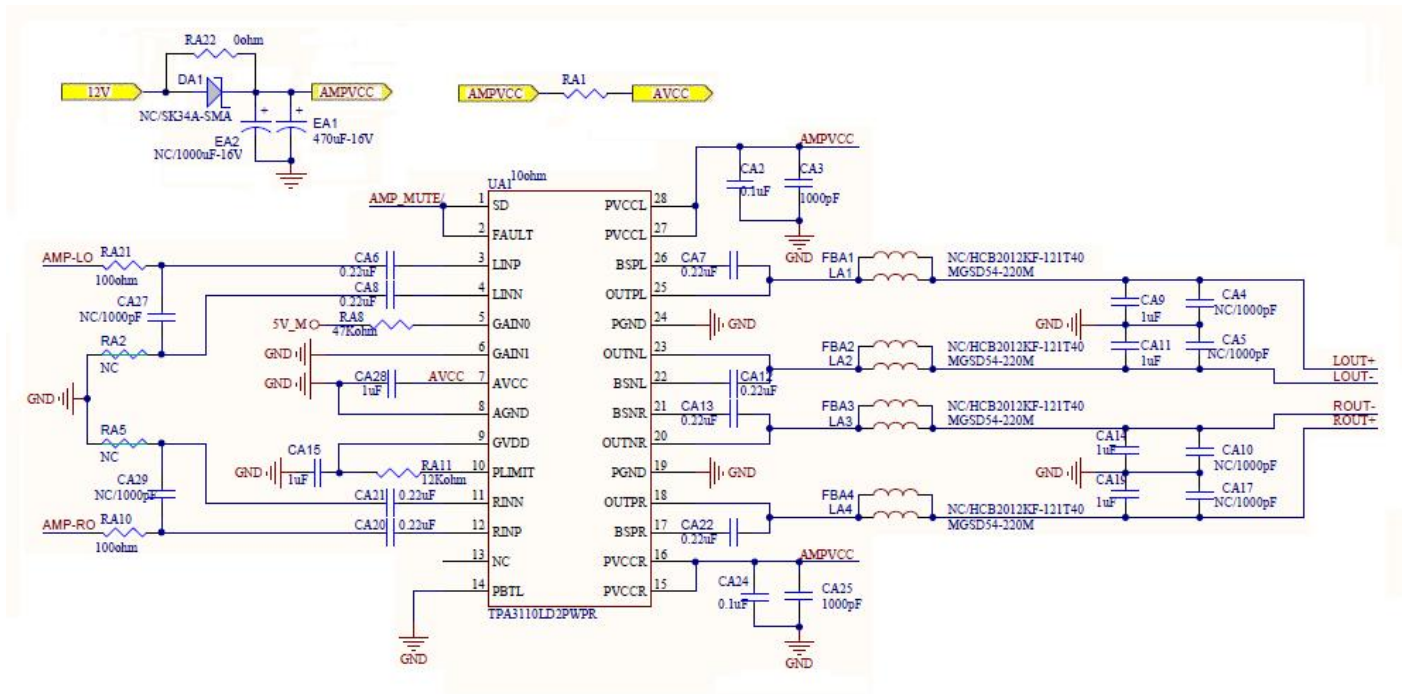 RA22 0ohm
12V
DA1
NC/SK34A-SMA
AMPVCC
+
+
EA1
470uF-16V
EA2
NC/1000uF-16V
AMPVCC
RA1
AVCC
10ohm
UA1
AMP_MUTE/
AMPVCC
CA2
0.1uF
CA3
1000pF
GND
1 SD
2 FAULT
3 LINP
4 LINN
5 GAIN0
6 GAIN1
7 AVCC
8 AGND
9 GVDD
10 PLIMIT
11 RINN
12 RINP
13 NC
14 PBTL
PVCCL 28
PVCCL 27
BSPL 26
OUTPL 25
PGND 24
OUTNL 23
BSNL 22
BSNR 21
OUTNR 20
PGND 19
OUTPR 18
BSPR 17
PVCCR 16
PVCCR 15
TPA3110LD2PWPR
AMP-LO
RA21
100ohm
CA6
0.22uF
CA8
0.22uF
CA27
NC/1000pF
5V_M
RA8
47Kohm
RA2
NC
GND
GND
GND
CA28
1uF
AVCC
RA5
NC
CA15
1uF
GND
RA11
12Kohm
CA29
NC/1000pF
CA21 0.22uF
CA20 0.22uF
AMP-RO
RA10
100ohm
GND
CA7
0.22uF
FBA1
LA1
NC/HCB2012KF-121T40
MGSD54-220M
GND
CA9
1uF
CA4
NC/1000pF
GND
CA11
1uF
CA5
NC/1000pF
FBA2
LA2
NC/HCB2012KF-121T40
MGSD54-220M
LOUT+
LOUT-
CA12
0.22uF
CA13
0.22uF
FBA3
LA3
NC/HCB2012KF-121T40
MGSD54-220M
ROUT-
ROUT+
GND
CA14
1uF
CA10
NC/1000pF
GND
CA19
1uF
CA17
NC/1000pF
FBA4
LA4
NC/HCB2012KF-121T40
MGSD54-220M
CA22
0.22uF
AMPVCC
CA24
0.1uF
CA25
1000pF
GND